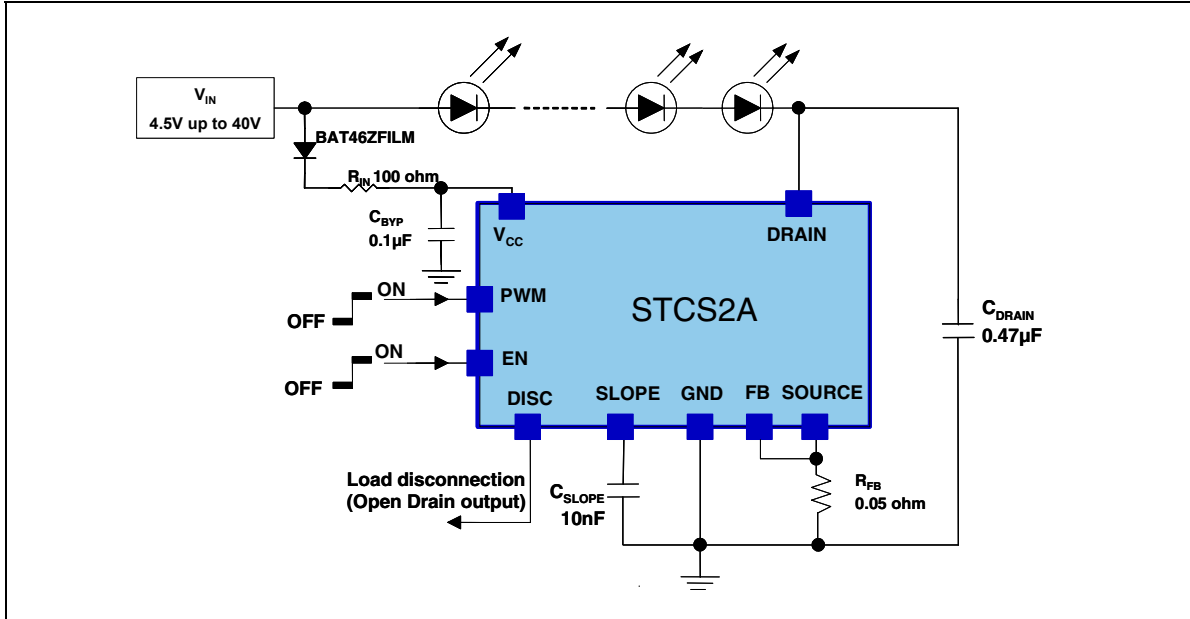 V_IN
4.5V up to 40V
BAT46ZFILM
R_IN 100 ohm
C_BYP
0.1µF
V_CC
DRAIN
ON
PWM
OFF
STCS2A
C_DRAIN
0.47µF
ON
EN
OFF
DISC
SLOPE
GND
FB
SOURCE
Load disconnection
(Open Drain output)
C_SLOPE
10nF
R_FB
0.05 ohm